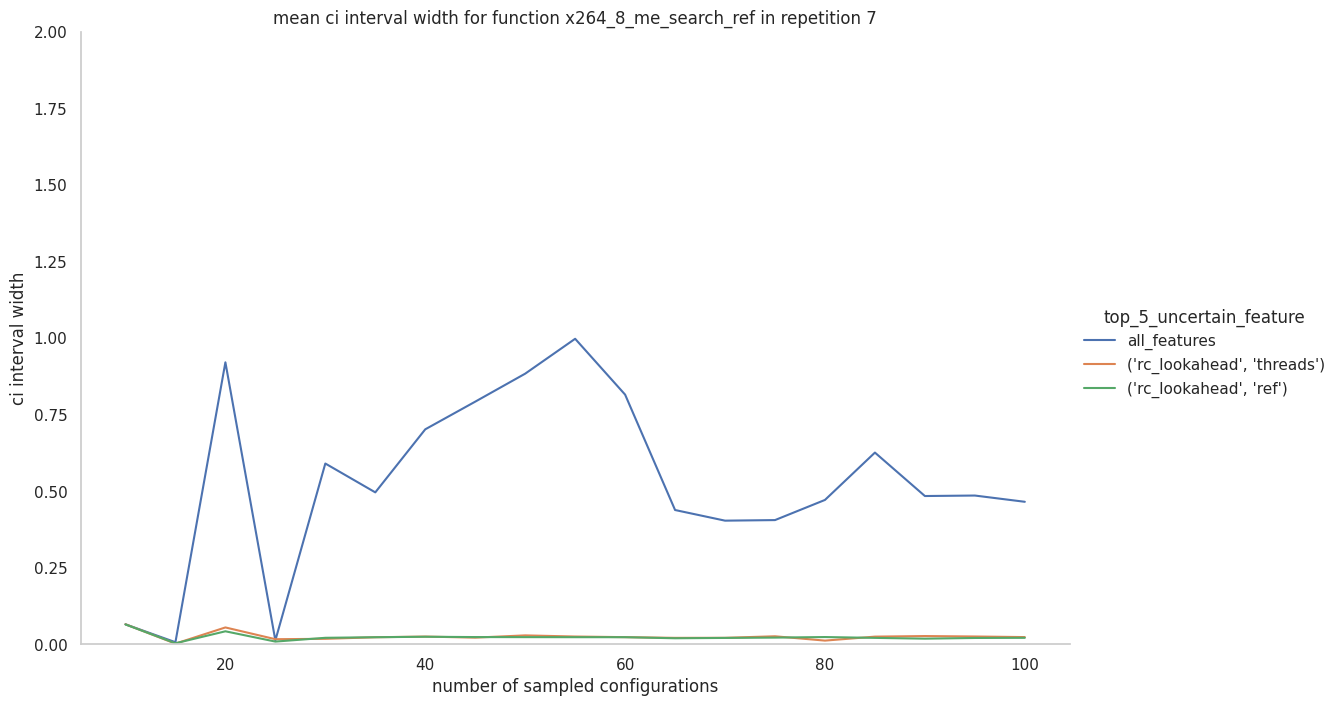 mean ci interval width for function x264_8_me_search_ref in repetition 7
2.00
1.75
1.50
1.25
1.00
0.75
0.50
0.25
0.00
ci interval width
20
40
60
80
100
number of sampled configurations
top_5_uncertain_feature
all_features
('rc_lookahead', 'threads')
('rc_lookahead', 'ref')